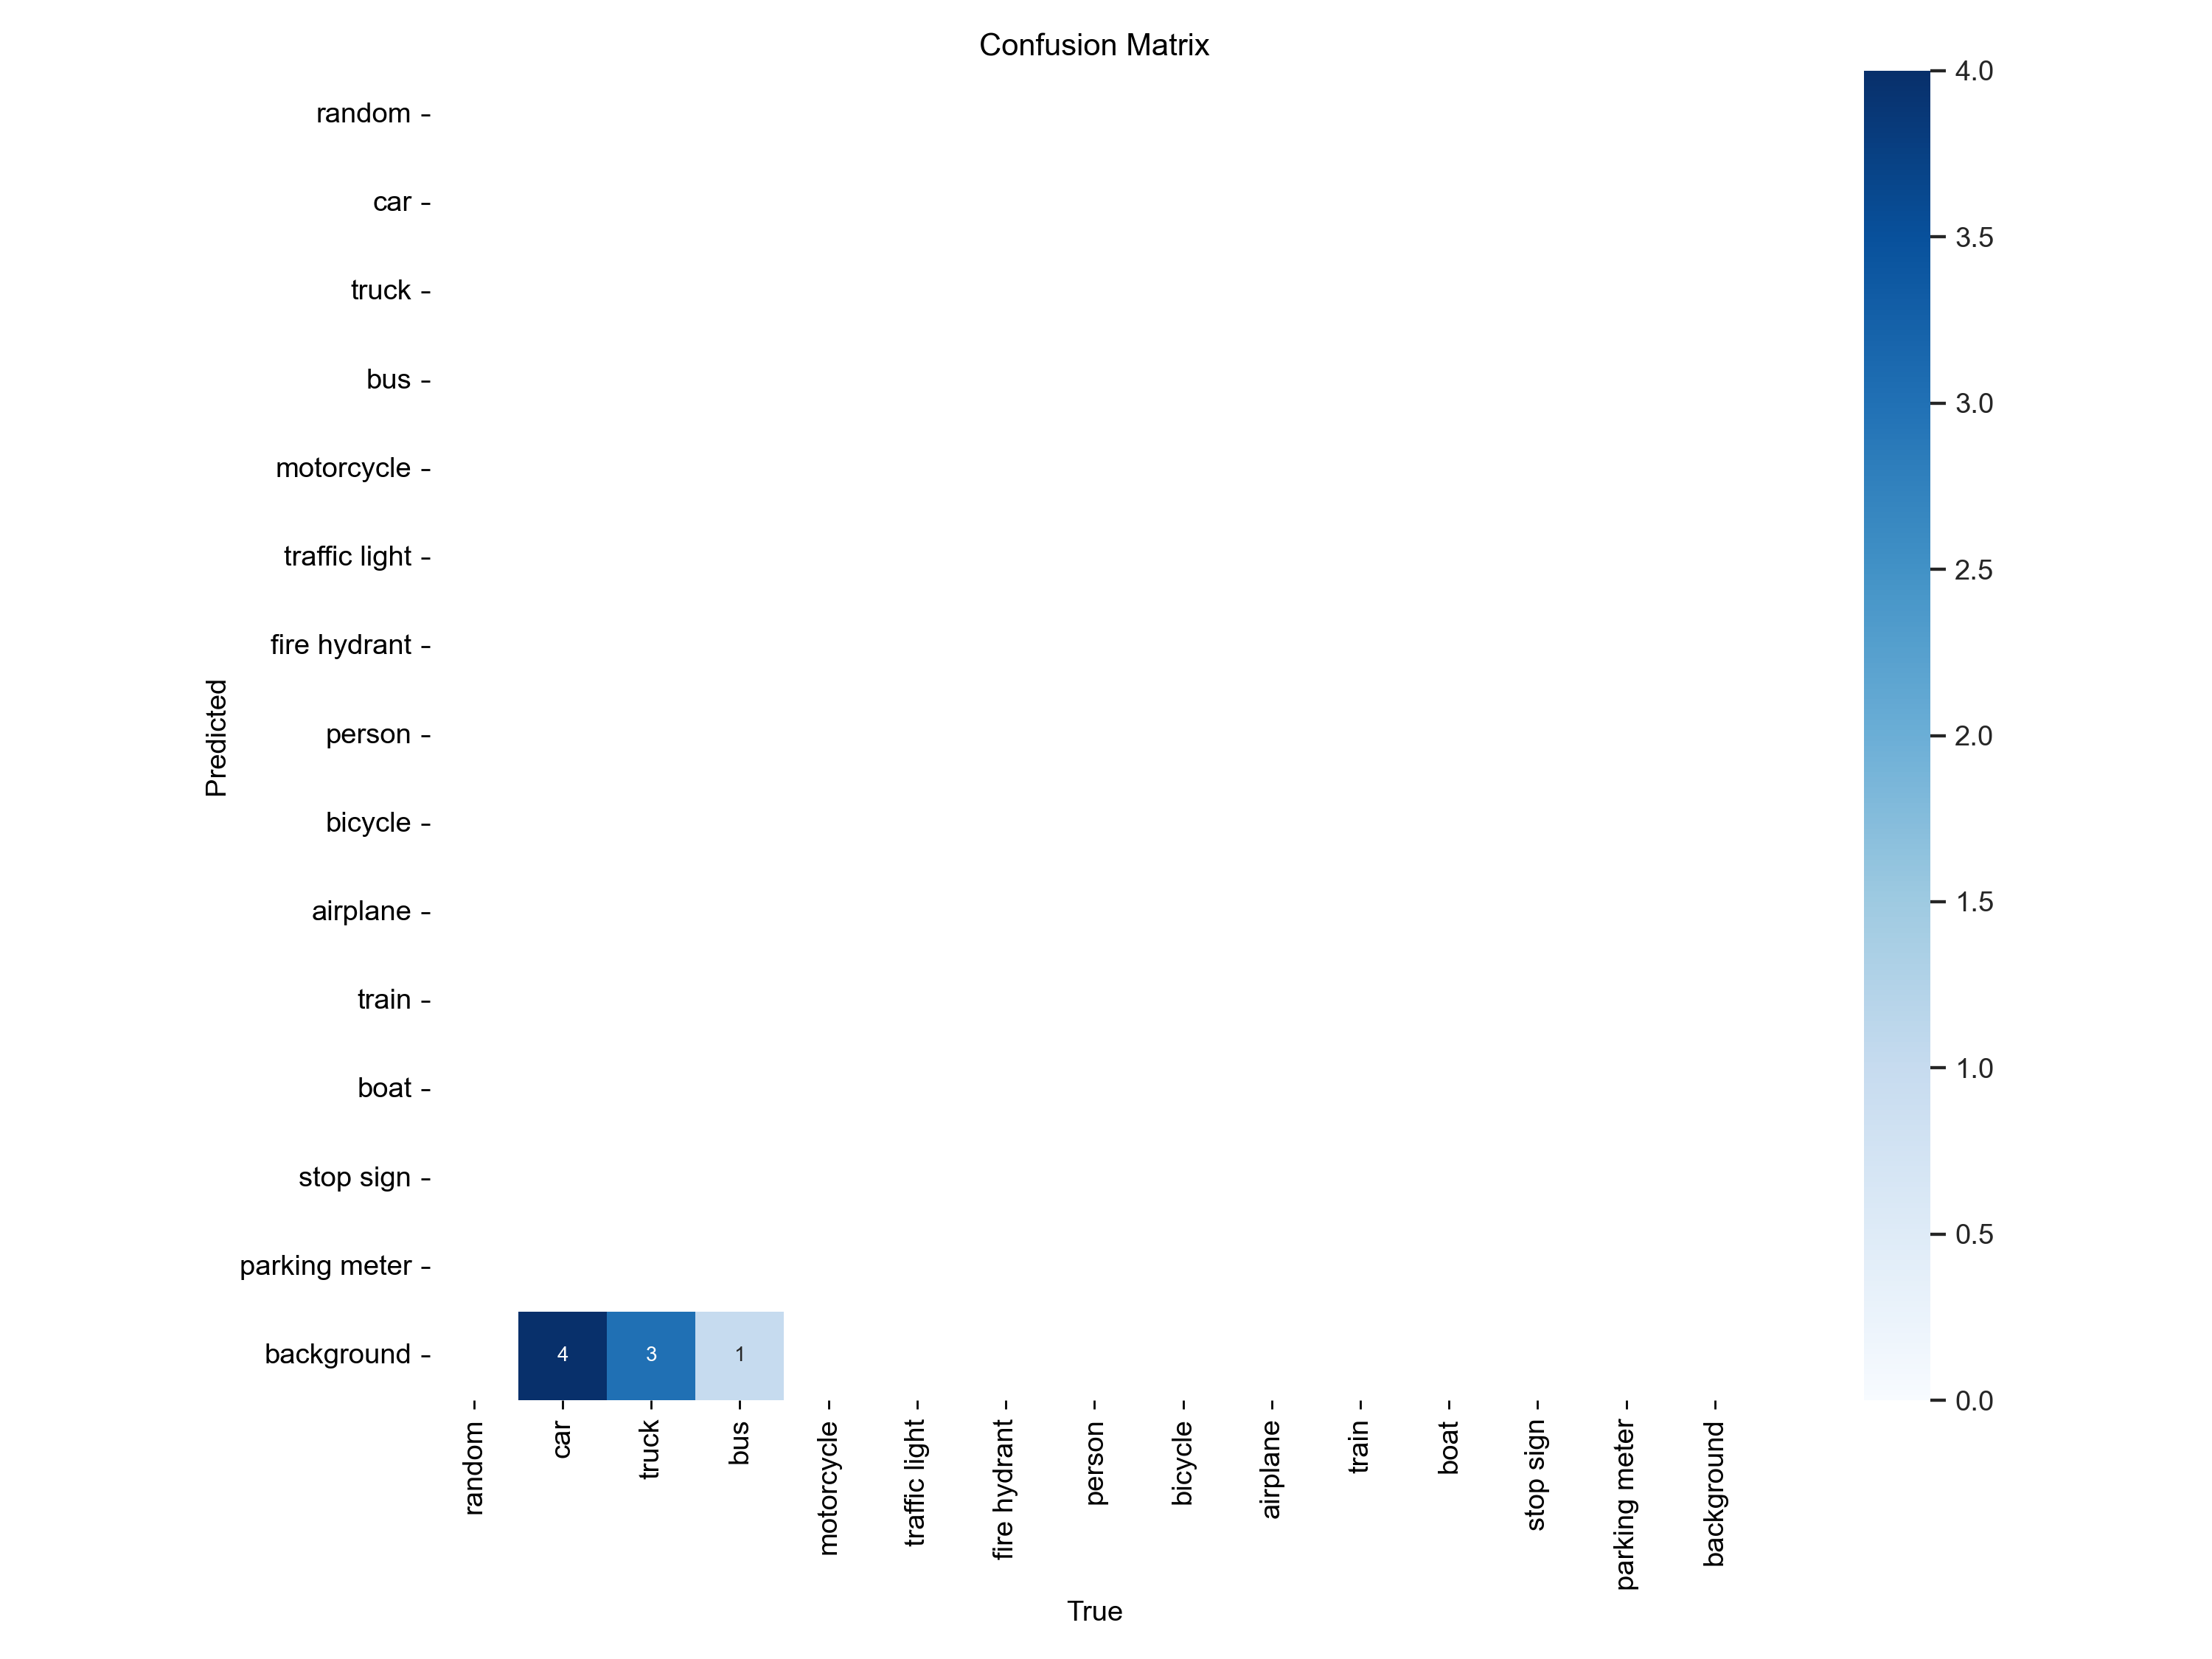 Confusion Matrix
random
car
truck
bus
motorcycle
traffic light
fire hydrant
person
bicycle
airplane
train
boat
stop sign
parking meter
background
Predicted
4 3 1
random car truck bus motorcycle traffic light fire hydrant person bicycle airplane train boat stop sign parking meter background
True
4.0
3.5
3.0
2.5
2.0
1.5
1.0
0.5
0.0